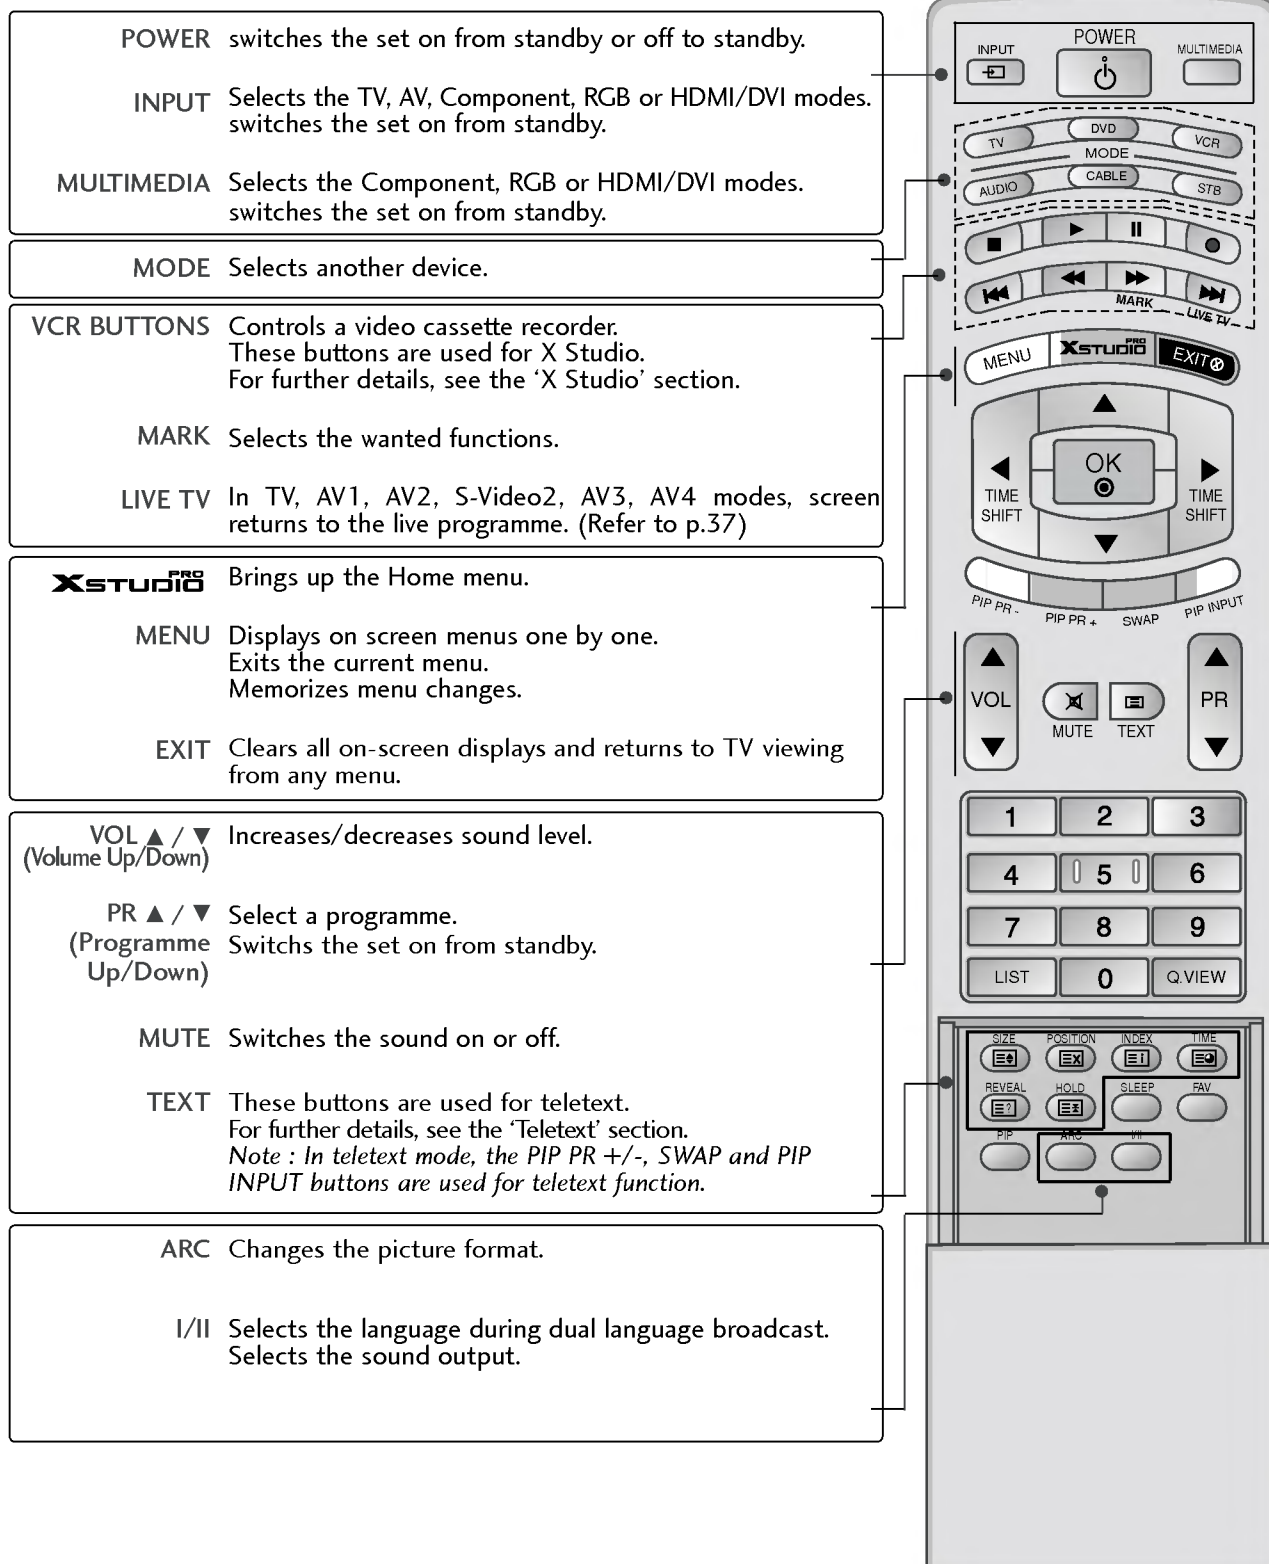 POWER switches the set on from standby or off to standby.
INPUT Selects the TV, AV, Component, RGB or HDMI/DVI modes.
switches the set on from standby.
MULTIMEDIA Selects the Component, RGB or HDMI/DVI modes.
switches the set on from standby.
MODE Selects another device.
VCR BUTTONS Controls a video cassette recorder.
These buttons are used for X Studio.
For further details, see the ‘X Studio’ section.
MARK Selects the wanted functions.
LIVE TV In TV, AV1, AV2, S-Video2, AV3, AV4 modes, screen
returns to the live programme. (Refer to p.37)
XSTUDIO PRO Brings up the Home menu.
MENU Displays on screen menus one by one.
Exits the current menu.
Memorizes menu changes.
EXIT Clears all on-screen displays and returns to TV viewing
from any menu.
VOL ▲ / ▼ Increases/decreases sound level.
(Volume Up/Down)
PR ▲ / ▼ Select a programme.
(Programme Switchs the set on from standby.
Up/Down)
MUTE Switches the sound on or off.
TEXT These buttons are used for teletext.
For further details, see the ‘Teletext’ section.
Note : In teletext mode, the PIP PR +/-, SWAP and PIP
INPUT buttons are used for teletext function.
ARC Changes the picture format.
I/II Selects the language during dual language broadcast.
Selects the sound output.
INPUT POWER MULTIMEDIA
TV DVD VCR
MODE
AUDIO CABLE STB
MARK LIVE TV
MENU XSTUDIO PRO EXIT
OK
TIME SHIFT
TIME SHIFT
PIP PR - PIP PR + SWAP PIP INPUT
VOL PR
MUTE TEXT
1 2 3
4 5 6
7 8 9
LIST 0 Q.VIEW
SIZE POSITION INDEX TIME
REVEAL HOLD SLEEP FAV
PIP ARC I/II